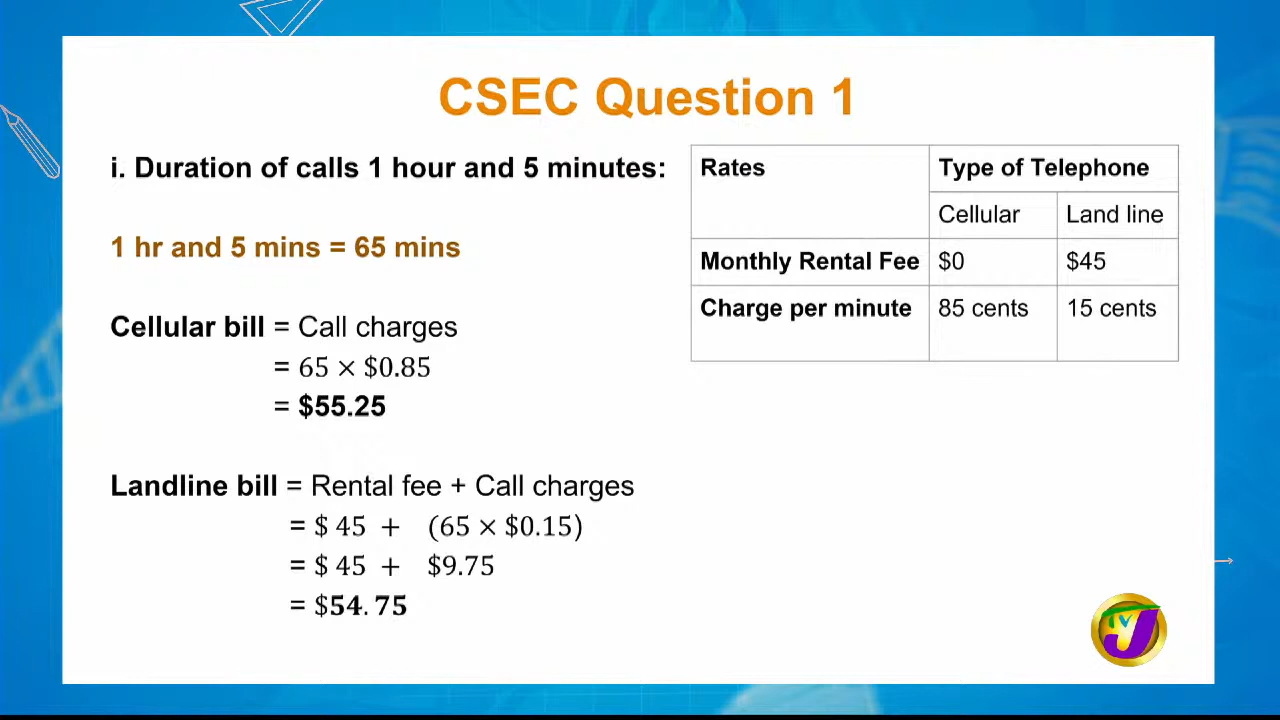 CSEC Question 1
i. Duration of calls 1 hour and 5 minutes:
1 hr and 5 mins = 65 mins
Cellular bill = Call charges
= 65 × $0.85
= $55.25
Landline bill = Rental fee + Call charges
= $ 45 + (65 × $0.15)
= $ 45 + $9.75
= $54.75
Rates Type of Telephone
Cellular Land line
Monthly Rental Fee $0 $45
Charge per minute 85 cents 15 cents
TVJ